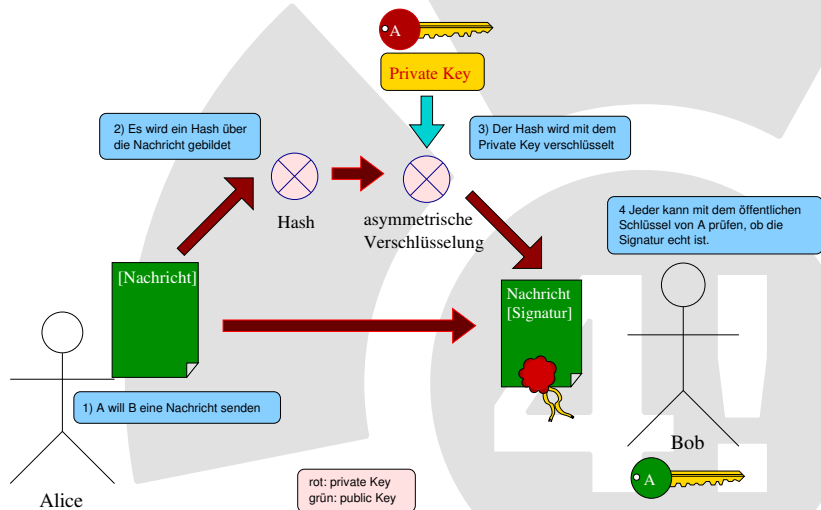 A
Private Key
2) Es wird ein Hash über
die Nachricht gebildet
3) Der Hash wird mit dem
Private Key verschlüsselt
Hash
asymmetrische
Verschlüsselung
4 Jeder kann mit dem öffentlichen
Schlüssel von A prüfen, ob die
Signatur echt ist.
[Nachricht]
Nachricht
[Signatur]
1) A will B eine Nachricht senden
Alice
Bob
A
rot: private Key
grün: public Key
4!